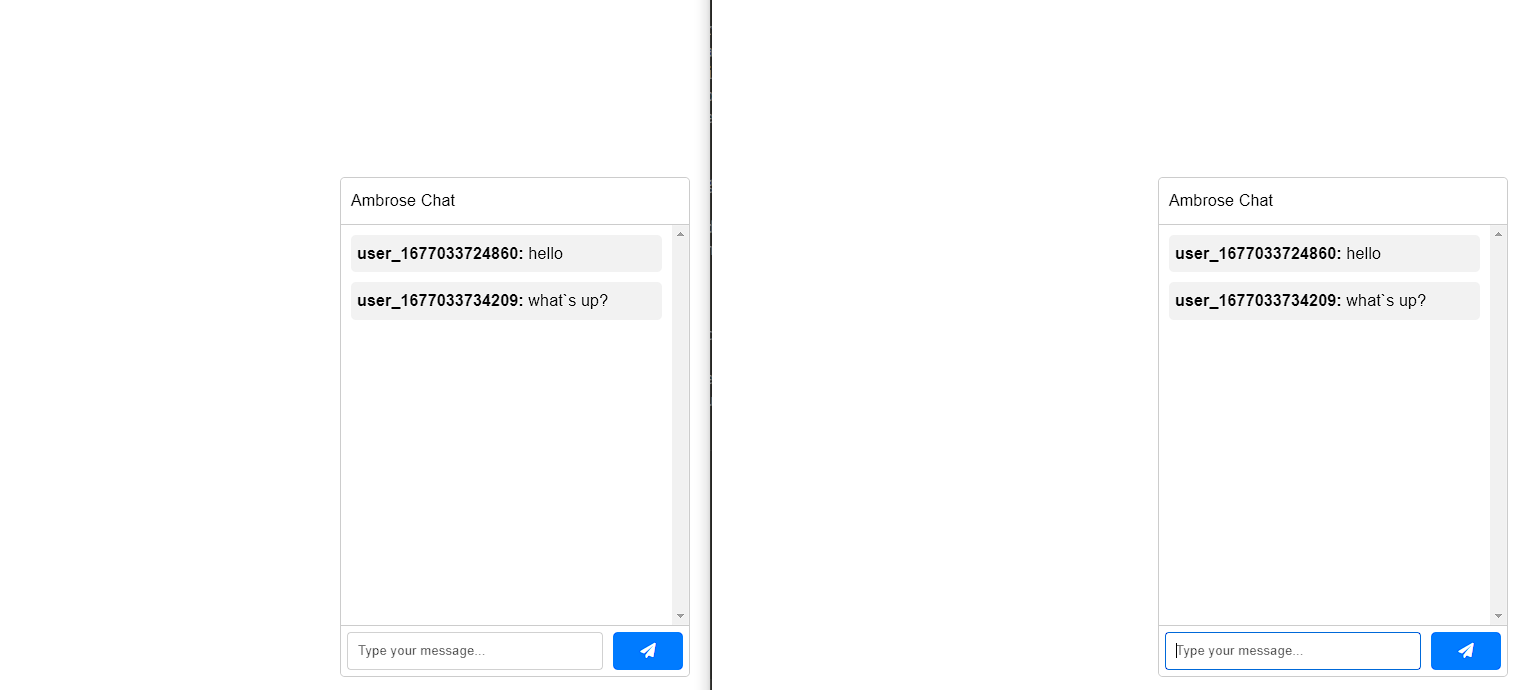 Ambrose Chat
user_1677033724860: hello
user_1677033734209: what`s up?
Type your message...
Ambrose Chat
user_1677033724860: hello
user_1677033734209: what`s up?
Type your message...